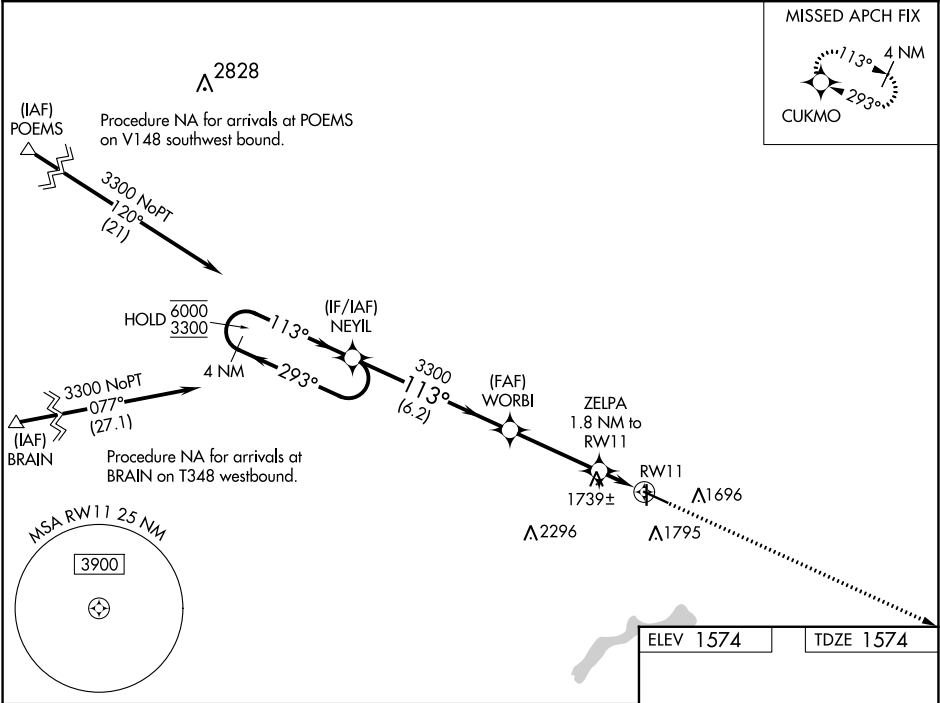 MISSED APCH FIX
113°
4 NM
293°
CUKMO
2828
(IAF)
POEMS
Procedure NA for arrivals at POEMS
on V148 southwest bound.
3300 NoPT
120°
(21)
HOLD 6000
3300
113°
4 NM
293°
(IF/IAF)
NEYIL
3300
113°
(6.2)
(FAF)
WORBI
ZELPA
1.8 NM to
RW11
RW11
1739±
1696
2296
1795
3300 NoPT
077°
(27.1)
(IAF)
BRAIN
Procedure NA for arrivals at
BRAIN on T348 westbound.
MSA RW11 25 NM
3900
ELEV 1574
TDZE 1574